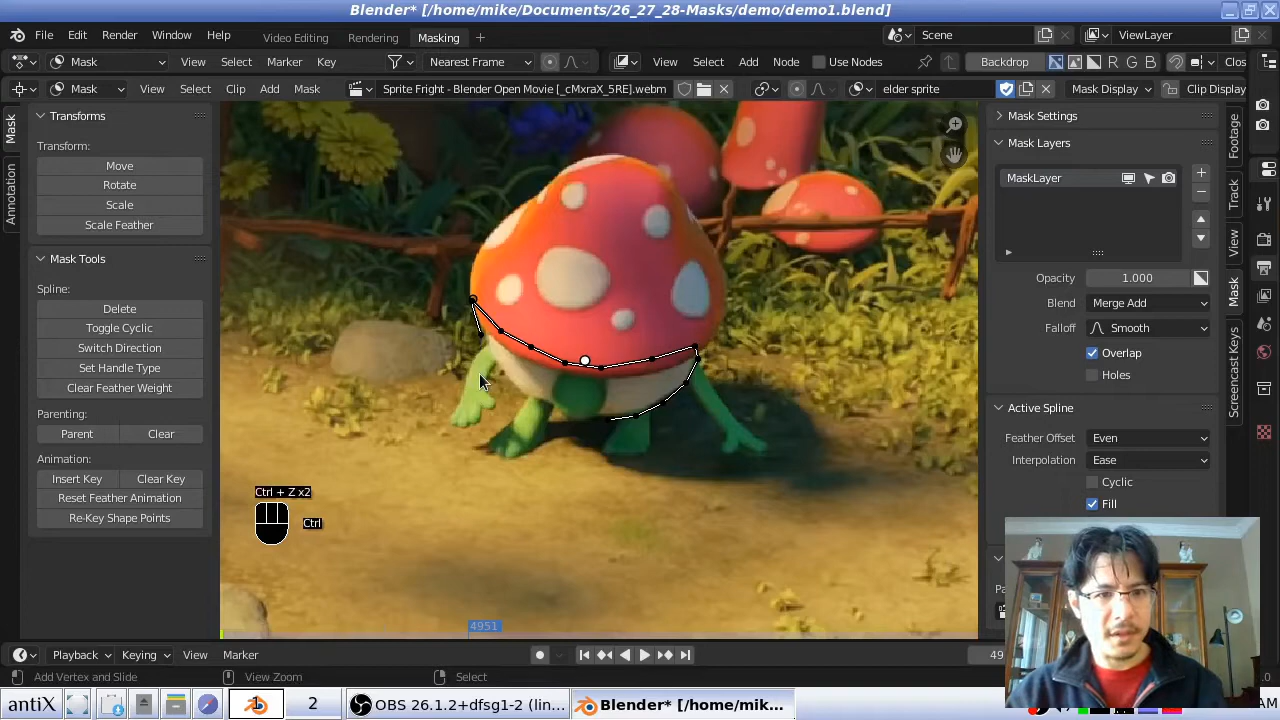 Blender* [/home/mike/Documents/26_27_28-Masks/demo/demo1.blend]
File Edit Render Window Help Video Editing Rendering Masking + Scene ViewLayer
Mask View Select Marker Key Nearest Frame View Select Add Node Use Nodes Backdrop R G B Clos
Mask View Select Clip Add Sprite Fright - Blender Open Movie [_cMxraX_5RE].webm elder sprite Mask Display Clip Display
Mask
Annotation
Transforms
Transform:
Move
Rotate
Scale
Scale Feather
Mask Tools
Spline:
Delete
Toggle Cyclic
Switch Direction
Set Handle Type
Clear Feather Weight
Parenting:
Parent Clear
Animation:
Insert Key Clear Key
Reset Feather Animation
Re-Key Shape Points
Ctrl + Z x2
Ctrl
4951
Mask Settings
Mask Layers
MaskLayer
Opacity 1.000
Blend Merge Add
Falloff Smooth
Overlap
Holes
Active Spline
Feather Offset Even
Interpolation Ease
Cyclic
Fill
Pa
Footage
Track
View
Mask
Screencast Keys
Playback Keying View Marker 49
Add Vertex and Slide View Zoom Select .0
antiX 1 2 OBS 26.1.2+dfsg1-2 (lin... Blender* [/home/mik... AM